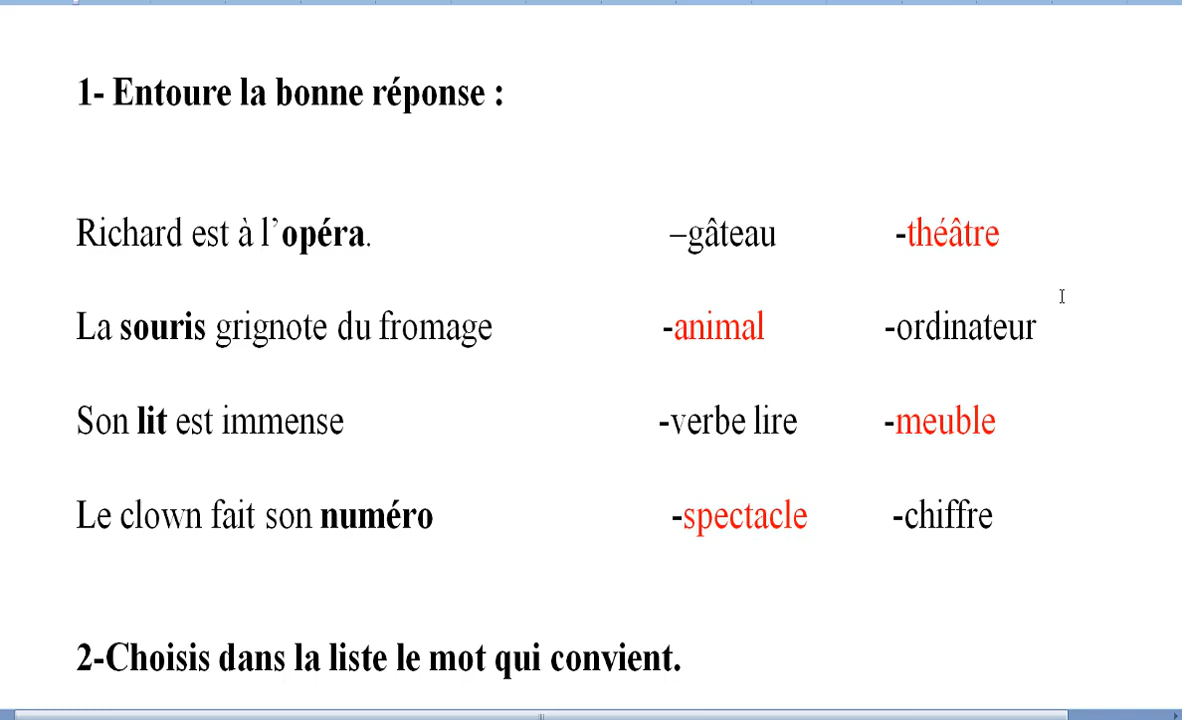 1- Entoure la bonne réponse :
Richard est à l’opéra. –gâteau -théâtre
La souris grignote du fromage -animal -ordinateur
Son lit est immense -verbe lire -meuble
Le clown fait son numéro -spectacle -chiffre
2-Choisis dans la liste le mot qui convient.